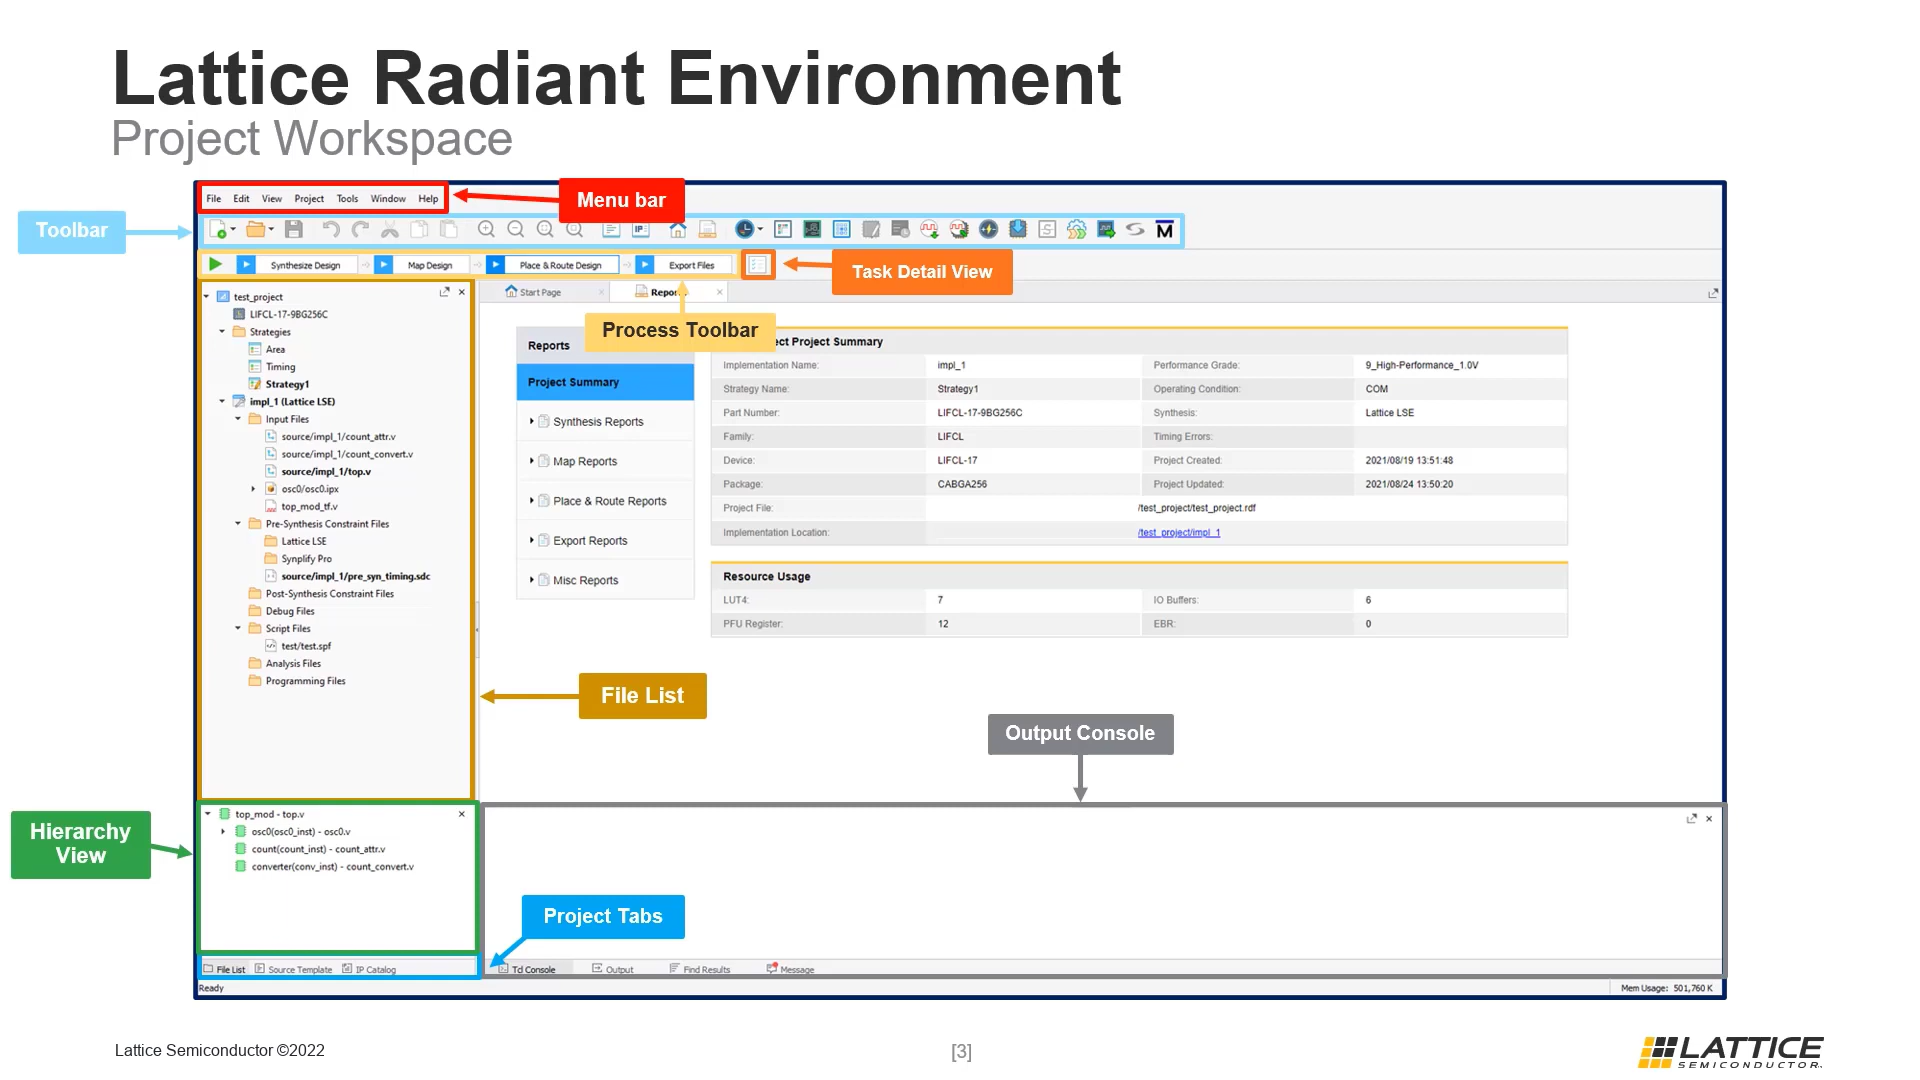 Lattice Radiant Environment
Project Workspace
File Edit View Project Tools Window Help
Menu bar
Toolbar
IP
S
M
Synthesize Design Map Design Place & Route Design Export Files
Task Detail View
Process Toolbar
test_project
LIFCL-17-9BG256C
Strategies
Area
Timing
Strategy1
impl_1 (Lattice LSE)
Input Files
source/impl_1/count_attr.v
source/impl_1/count_convert.v
source/impl_1/top.v
osc0/osc0.ipx
top_mod_tf.v
Pre-Synthesis Constraint Files
Lattice LSE
Synplify Pro
source/impl_1/pre_syn_timing.sdc
Post-Synthesis Constraint Files
Debug Files
Script Files
test/test.spf
Analysis Files
Programming Files
Start Page
Repor
Reports
Project Summary
Synthesis Reports
Map Reports
Place & Route Reports
Export Reports
Misc Reports
ect Project Summary
Implementation Name: impl_1 Performance Grade: 9_High-Performance_1.0V
Strategy Name: Strategy1 Operating Condition: COM
Part Number: LIFCL-17-9BG256C Synthesis: Lattice LSE
Family: LIFCL Timing Errors:
Device: LIFCL-17 Project Created: 2021/08/19 13:51:48
Package: CABGA256 Project Updated: 2021/08/24 13:50:20
Project File: /test_project/test_project.rdf
Implementation Location: /test_project/impl_1
Resource Usage
LUT4: 7 IO Buffers: 6
PFU Register: 12 EBR: 0
File List
Output Console
Hierarchy
View
top_mod - top.v
osc0(osc0_inst) - osc0.v
count(count_inst) - count_attr.v
converter(conv_inst) - count_convert.v
Project Tabs
File List Source Template IP Catalog
Tcl Console Output Find Results Message
Ready
Mem Usage: 501,760 K
Lattice Semiconductor ©2022
[3]
LATTICE
SEMICONDUCTOR